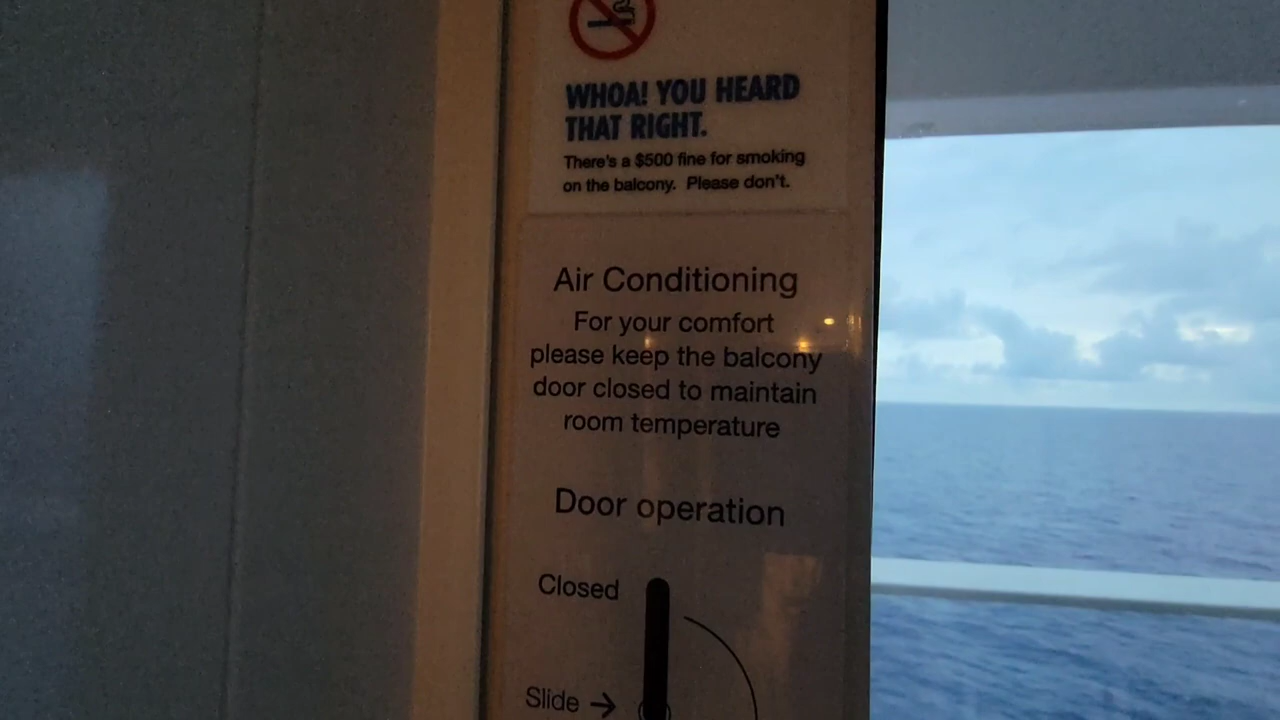 WHOA! YOU HEARD
THAT RIGHT.
There's a $500 fine for smoking
on the balcony. Please don't.
Air Conditioning
For your comfort
please keep the balcony
door closed to maintain
room temperature
Door operation
Closed
Slide →